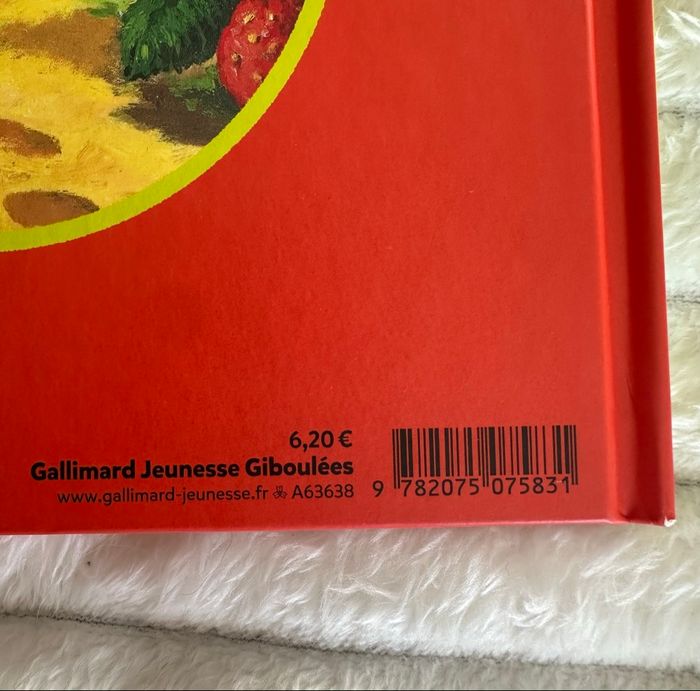 6,20 €
Gallimard Jeunesse Giboulées
www.gallimard-jeunesse.fr A63638
9 782075 075831